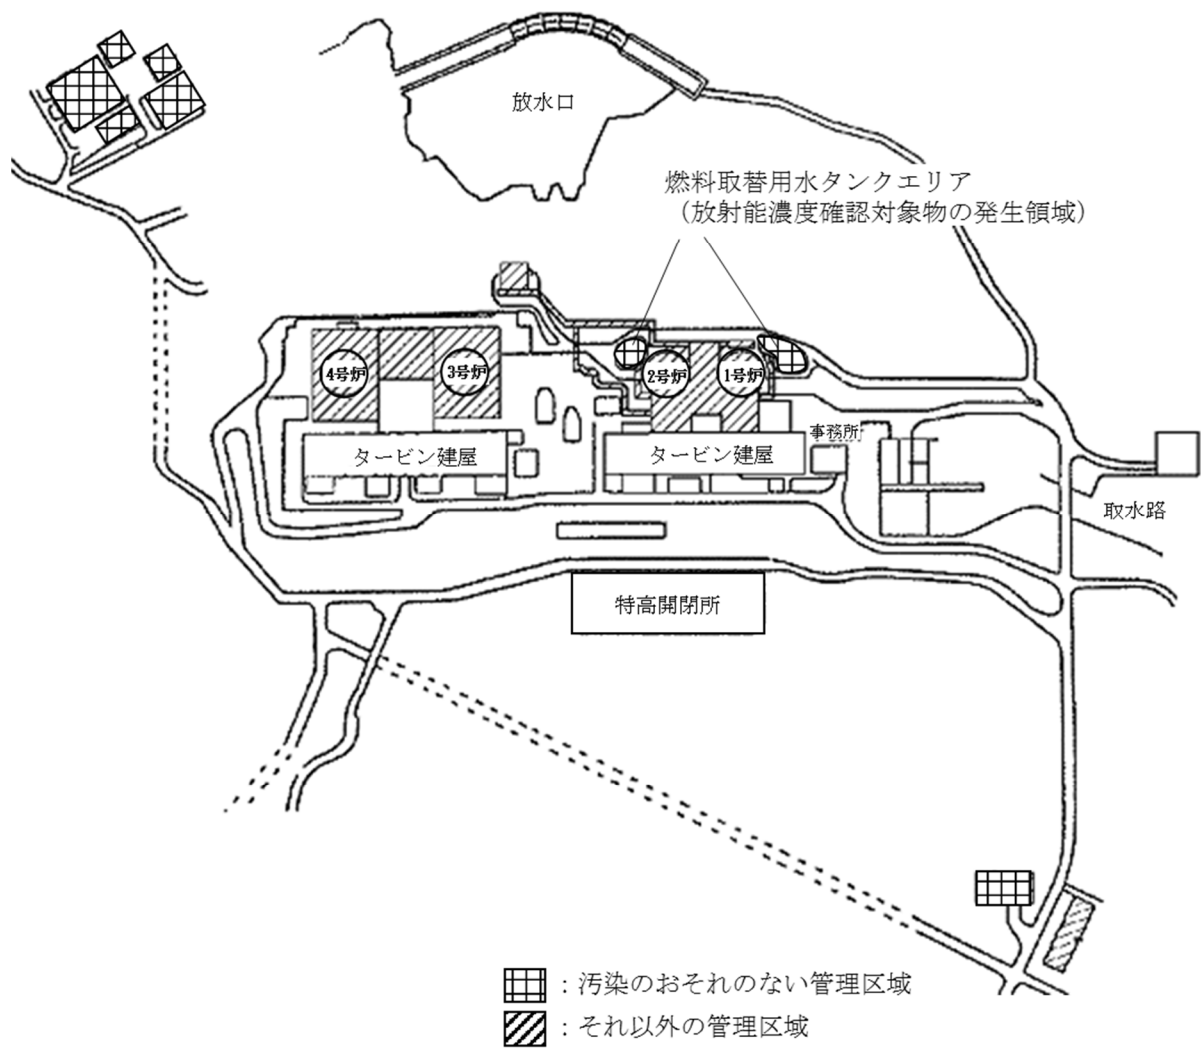 放水口
燃料取替用水タンクエリア
（放射能濃度確認対象物の発生領域）
4号炉
3号炉
2号炉
1号炉
事務所
タービン建屋
タービン建屋
取水路
特高開閉所
：汚染のおそれのない管理区域
：それ以外の管理区域